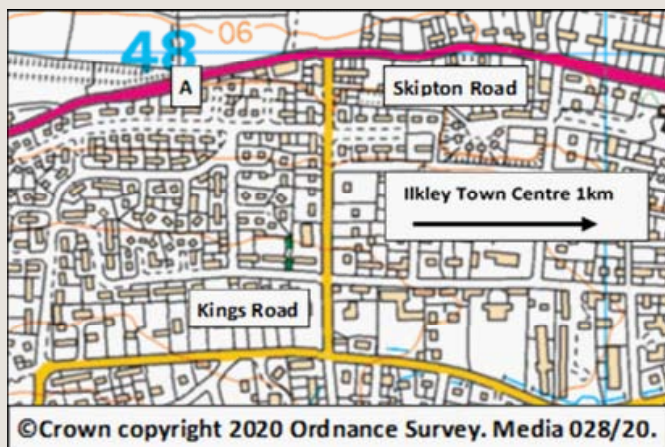 06
48
A
Skipton Road
Ilkley Town Centre 1km
Kings Road
©Crown copyright 2020 Ordnance Survey. Media 028/20.